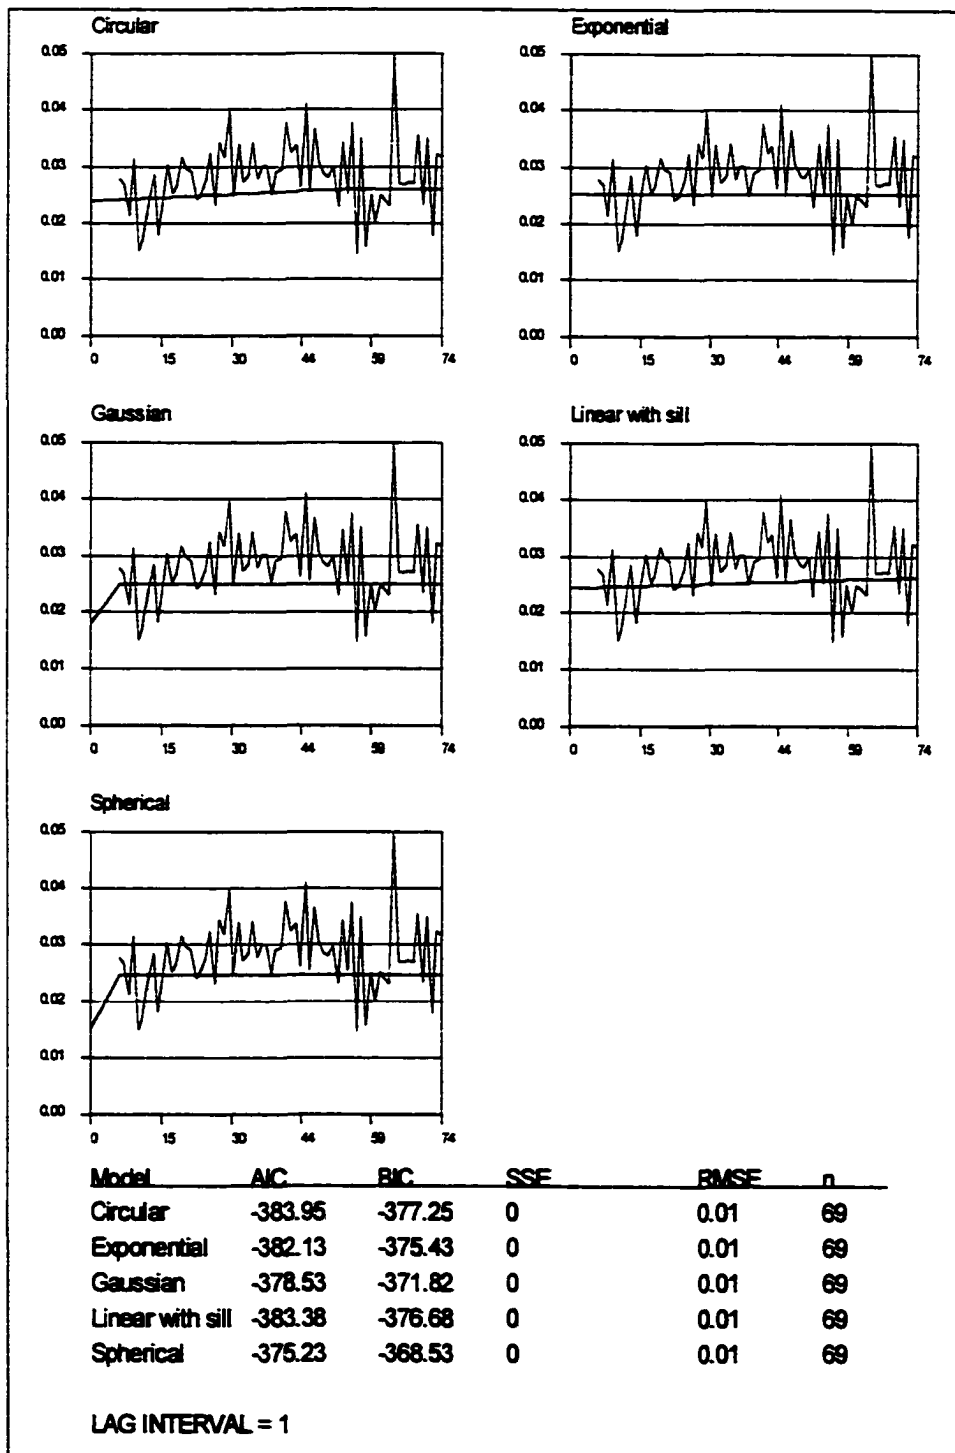 Circular
0.05
0.04
0.03
0.02
0.01
0.00
0 15 30 44 59 74
Exponential
0.05
0.04
0.03
0.02
0.01
0.00
0 15 30 44 59 74
Gaussian
0.05
0.04
0.03
0.02
0.01
0.00
0 15 30 44 59 74
Linear with sill
0.05
0.04
0.03
0.02
0.01
0.00
0 15 30 44 59 74
Spherical
0.05
0.04
0.03
0.02
0.01
0.00
0 15 30 44 59 74
Model AIC BIC SSE RMSE n
Circular -383.95 -377.25 0 0.01 69
Exponential -382.13 -375.43 0 0.01 69
Gaussian -378.53 -371.82 0 0.01 69
Linear with sill -383.38 -376.68 0 0.01 69
Spherical -375.23 -368.53 0 0.01 69
LAG INTERVAL = 1